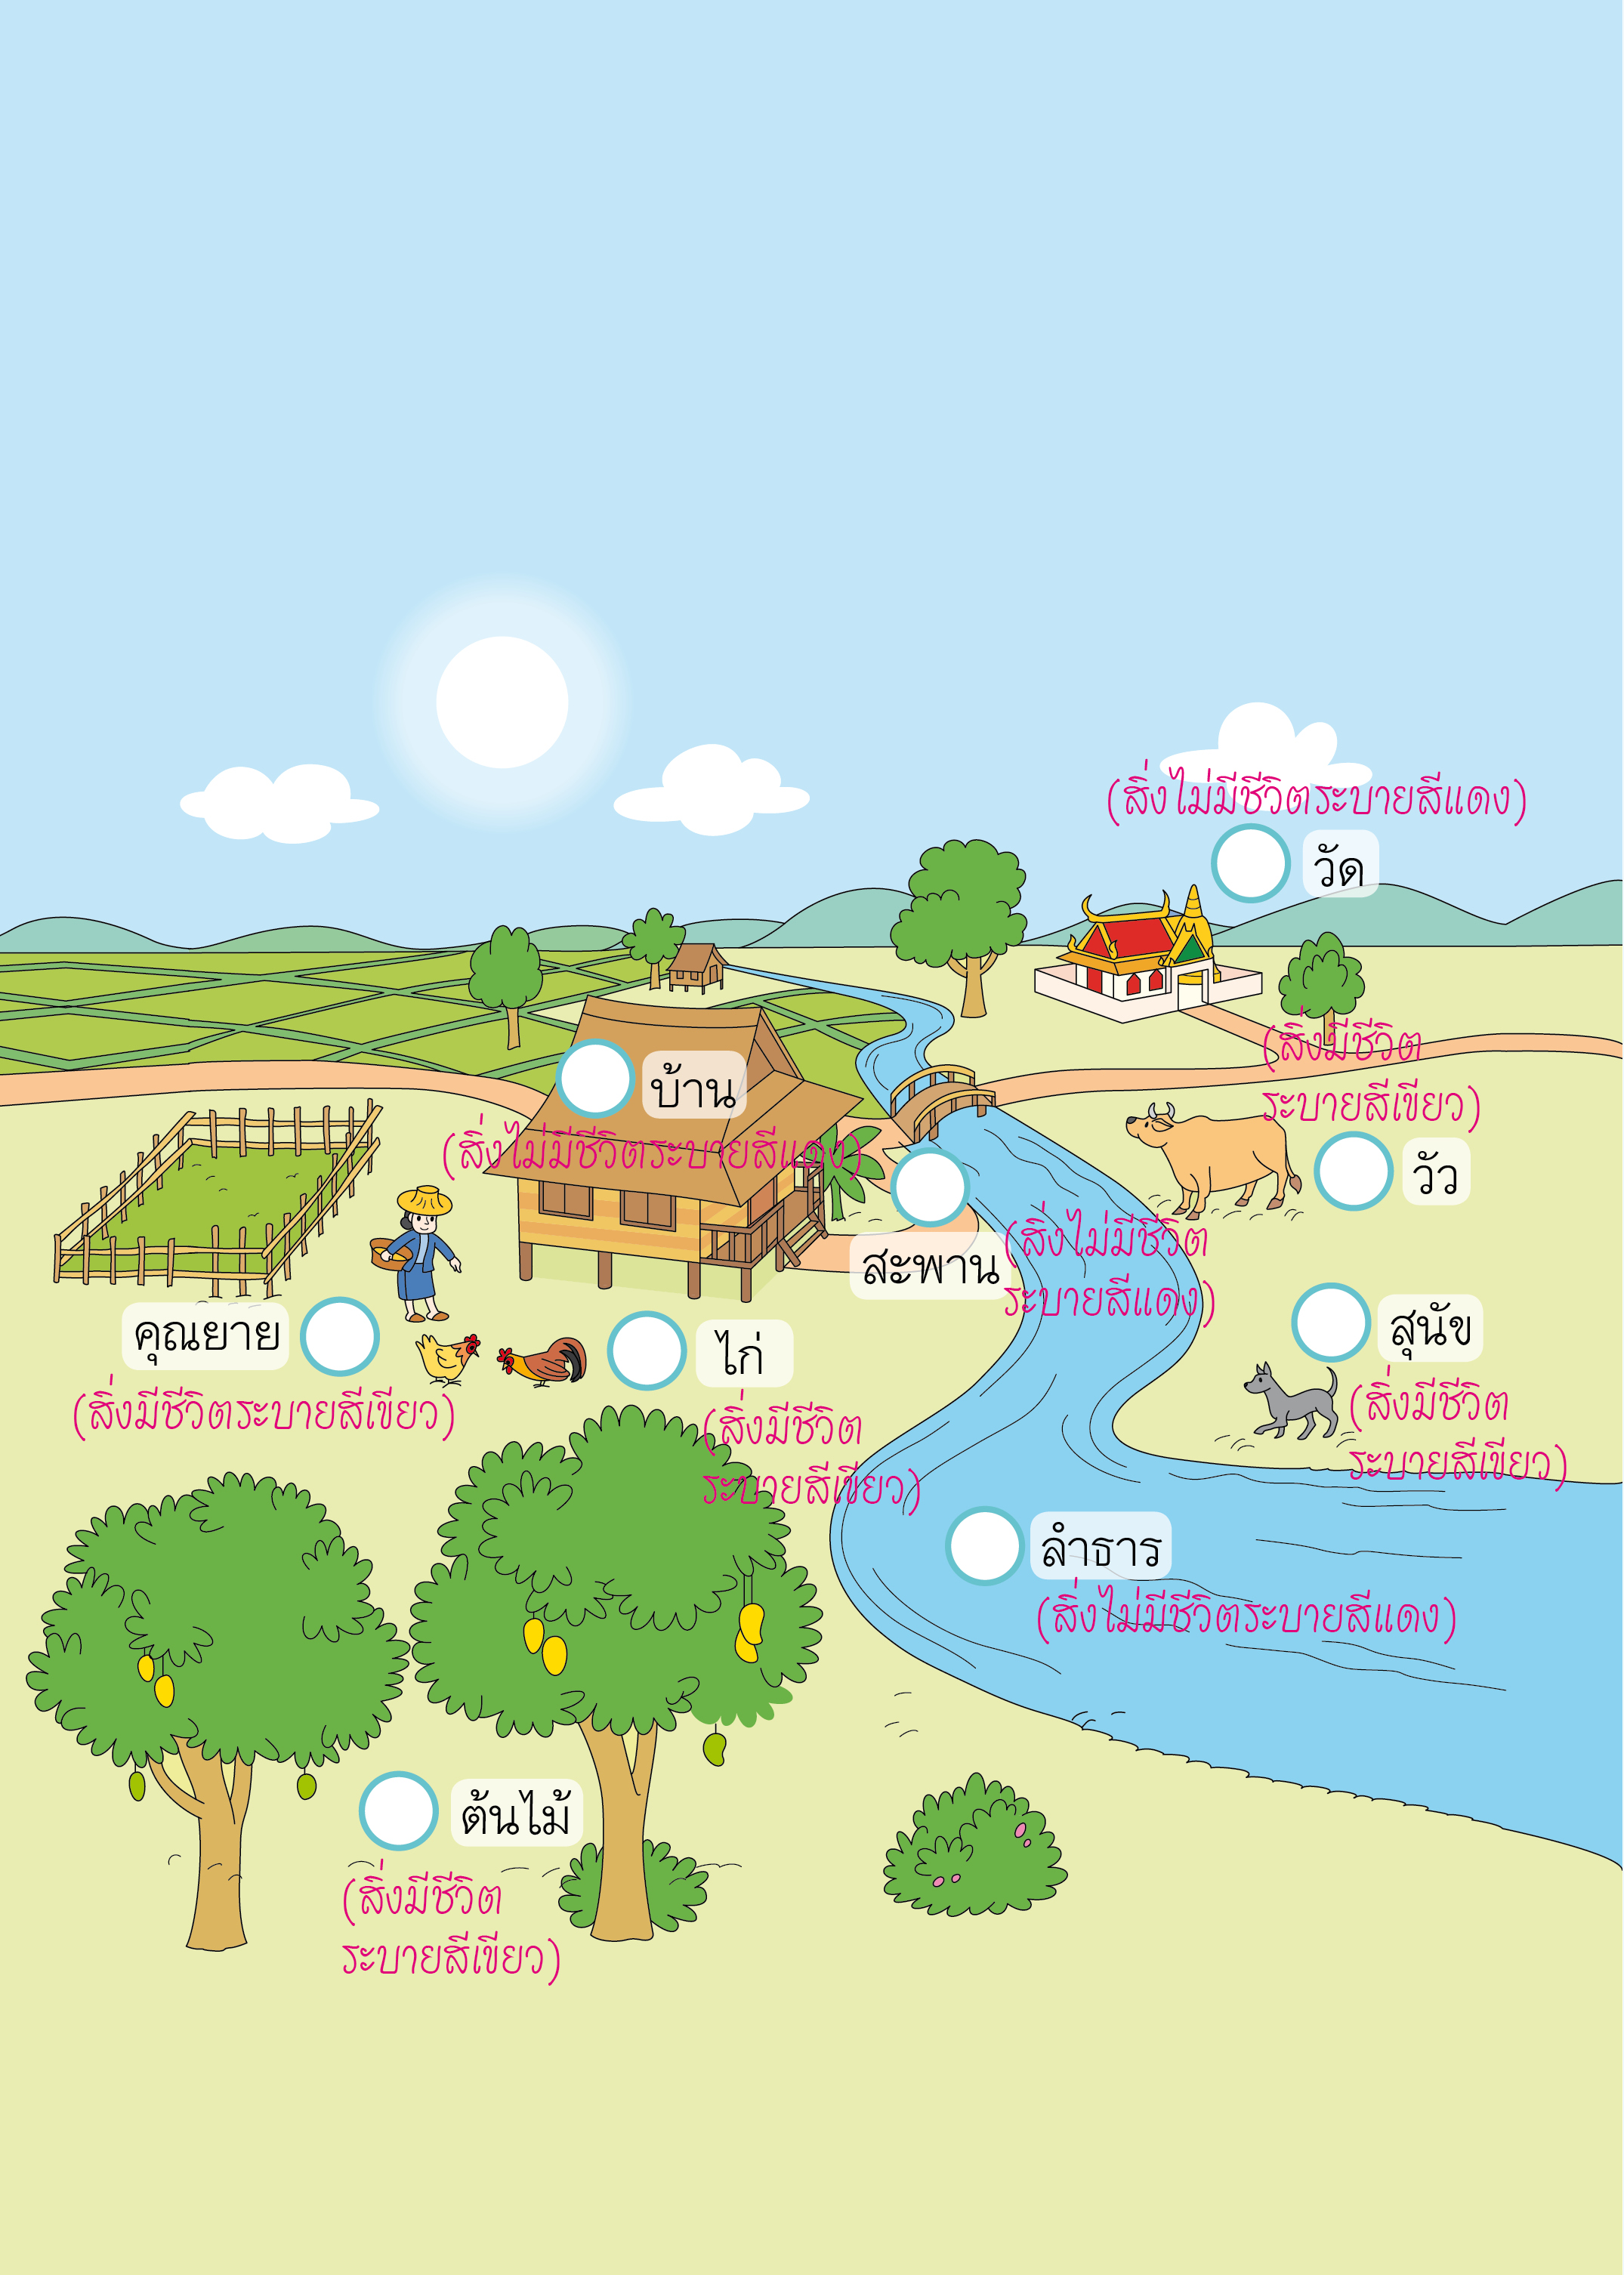 (สิ่งไม่มีชีวิตระบายสีแดง)
วัด
(สิ่งมีชีวิต
ระบายสีเขียว)
วัว
บ้าน
(สิ่งไม่มีชีวิตระบายสีแดง)
สะพาน
(สิ่งไม่มีชีวิต
ระบายสีแดง)
สุนัข
(สิ่งมีชีวิต
ระบายสีเขียว)
คุณยาย
(สิ่งมีชีวิตระบายสีเขียว)
ไก่
(สิ่งมีชีวิต
ระบายสีเขียว)
ลำธาร
(สิ่งไม่มีชีวิตระบายสีแดง)
ต้นไม้
(สิ่งมีชีวิต
ระบายสีเขียว)